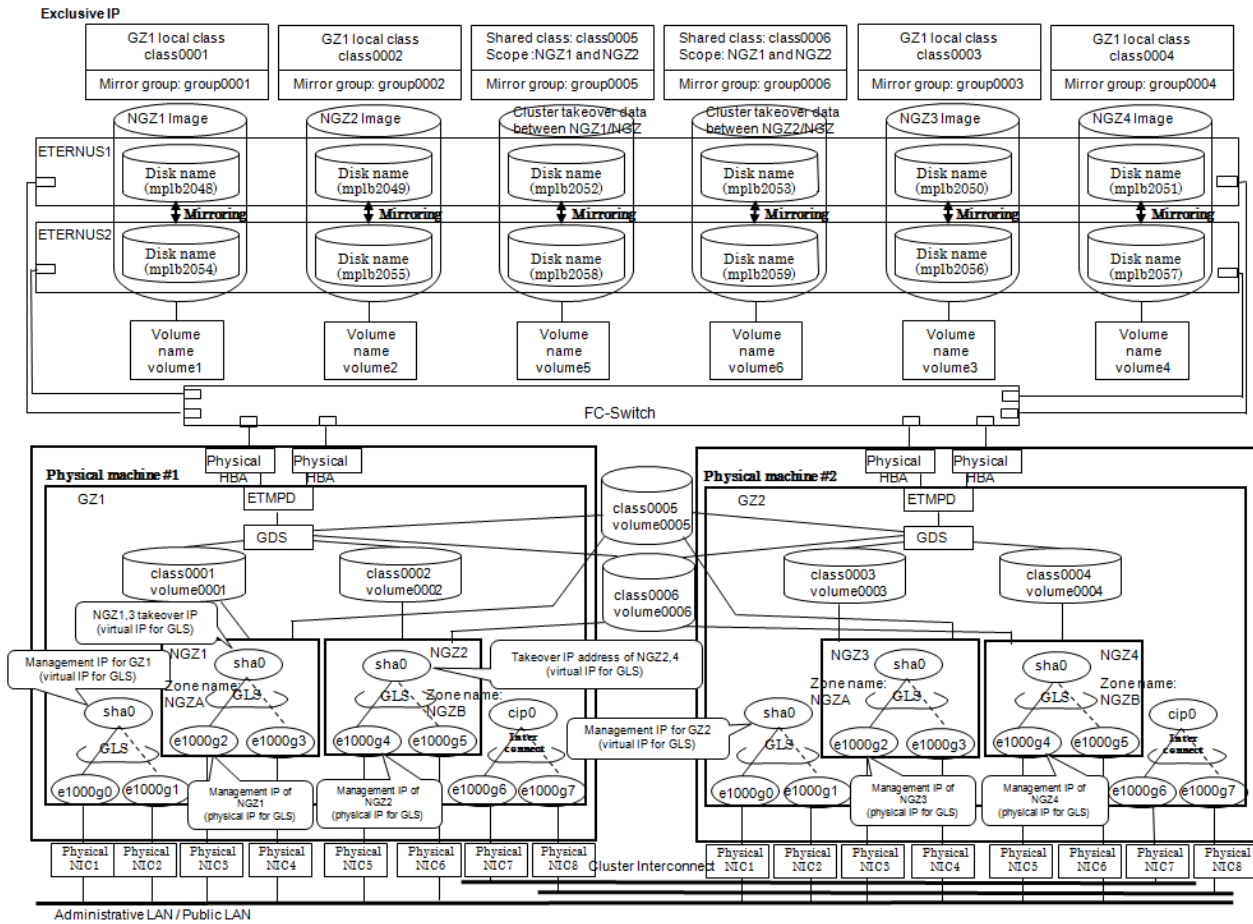 Exclusive IP
GZ1 local class
class0001
Mirror group: group0001
GZ1 local class
class0002
Mirror group: group0002
Shared class: class0005
Scope:NGZ1 and NGZ2
Mirror group: group0005
Shared class: class0006
Scope: NGZ1 and NGZ2
Mirror group: group0006
GZ1 local class
class0003
Mirror group: group0003
GZ1 local class
class0004
Mirror group: group0004
NGZ1 Image
NGZ2 Image
Cluster takeover data
between NGZ1/NGZ
Cluster takeover data
between NGZ2/NGZ
NGZ3 Image
NGZ4 Image
ETERNUS1
Disk name
(mplb2048)
Disk name
(mplb2049)
Disk name
(mplb2052)
Disk name
(mplb2053)
Disk name
(mplb2050)
Disk name
(mplb2051)
Mirroring
Mirroring
Mirroring
Mirroring
Mirroring
Mirroring
ETERNUS2
Disk name
(mplb2054)
Disk name
(mplb2055)
Disk name
(mplb2058)
Disk name
(mplb2059)
Disk name
(mplb2056)
Disk name
(mplb2057)
Volume
name
volume1
Volume
name
volume2
Volume
name
volume5
Volume
name
volume6
Volume
name
volume3
Volume
name
volume4
FC-Switch
Physical machine #1
Physical
HBA
Physical
HBA
GZ1
ETMPD
GDS
class0001
volume0001
class0002
volume0002
class0005
volume0005
class0006
volume0006
NGZ1,3 takeover IP
(virtual IP for GLS)
Management IP for GZ1
(virtual IP for GLS)
NGZ1
sha0
Zone name:
NGZA
GLS
e1000g2
e1000g3
NGZ2
sha0
GLS
Zone name:
NGZB
e1000g4
e1000g5
Takeover IP address of NGZ2,4
(virtual IP for GLS)
sha0
GLS
e1000g0
e1000g1
cip0
Inter
connect
e1000g6
e1000g7
Management IP of
NGZ1
(physical IP for GLS)
Management IP of
NGZ2
(physical IP for GLS)
Physical machine #2
Physical
HBA
Physical
HBA
GZ2
ETMPD
GDS
class0003
volume0003
class0004
volume0004
Management IP for GZ2
(virtual IP for GLS)
NGZ3
sha0
Zone name:
NGZA
GLS
e1000g2
e1000g3
NGZ4
sha0
GLS
Zone name:
NGZB
e1000g4
e1000g5
sha0
GLS
e1000g0
e1000g1
cip0
Inter
connect
e1000g6
e1000g7
Management IP of
NGZ3
(physical IP for GLS)
Management IP of
NGZ4
(physical IP for GLS)
Physical
NIC1
Physical
NIC2
Physical
NIC3
Physical
NIC4
Physical
NIC5
Physical
NIC6
Physical
NIC7
Physical
NIC8
Cluster Interconnect
Physical
NIC1
Physical
NIC2
Physical
NIC3
Physical
NIC4
Physical
NIC5
Physical
NIC6
Physical
NIC7
Physical
NIC8
Administrative LAN / Public LAN